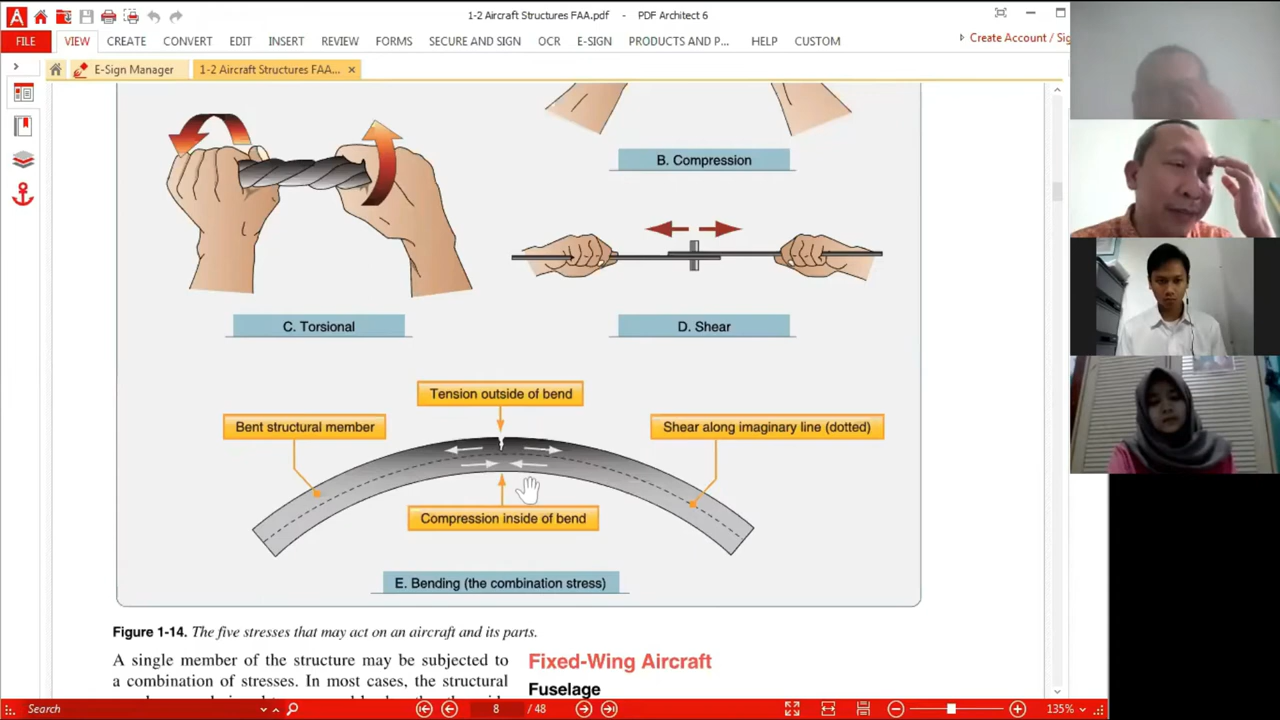 1-2 Aircraft Structures FAA.pdf - PDF Architect 6
FILE VIEW CREATE CONVERT EDIT INSERT REVIEW FORMS SECURE AND SIGN OCR E-SIGN PRODUCTS AND P... HELP CUSTOM Create Account / Sig
E-Sign Manager 1-2 Aircraft Structures FAA... ×
B. Compression
C. Torsional
D. Shear
Tension outside of bend
Bent structural member
Shear along imaginary line (dotted)
Compression inside of bend
E. Bending (the combination stress)
Figure 1-14. The five stresses that may act on an aircraft and its parts.
A single member of the structure may be subjected to
a combination of stresses. In most cases, the structural
Fixed-Wing Aircraft
Fuselage
Search 8 / 48 135%